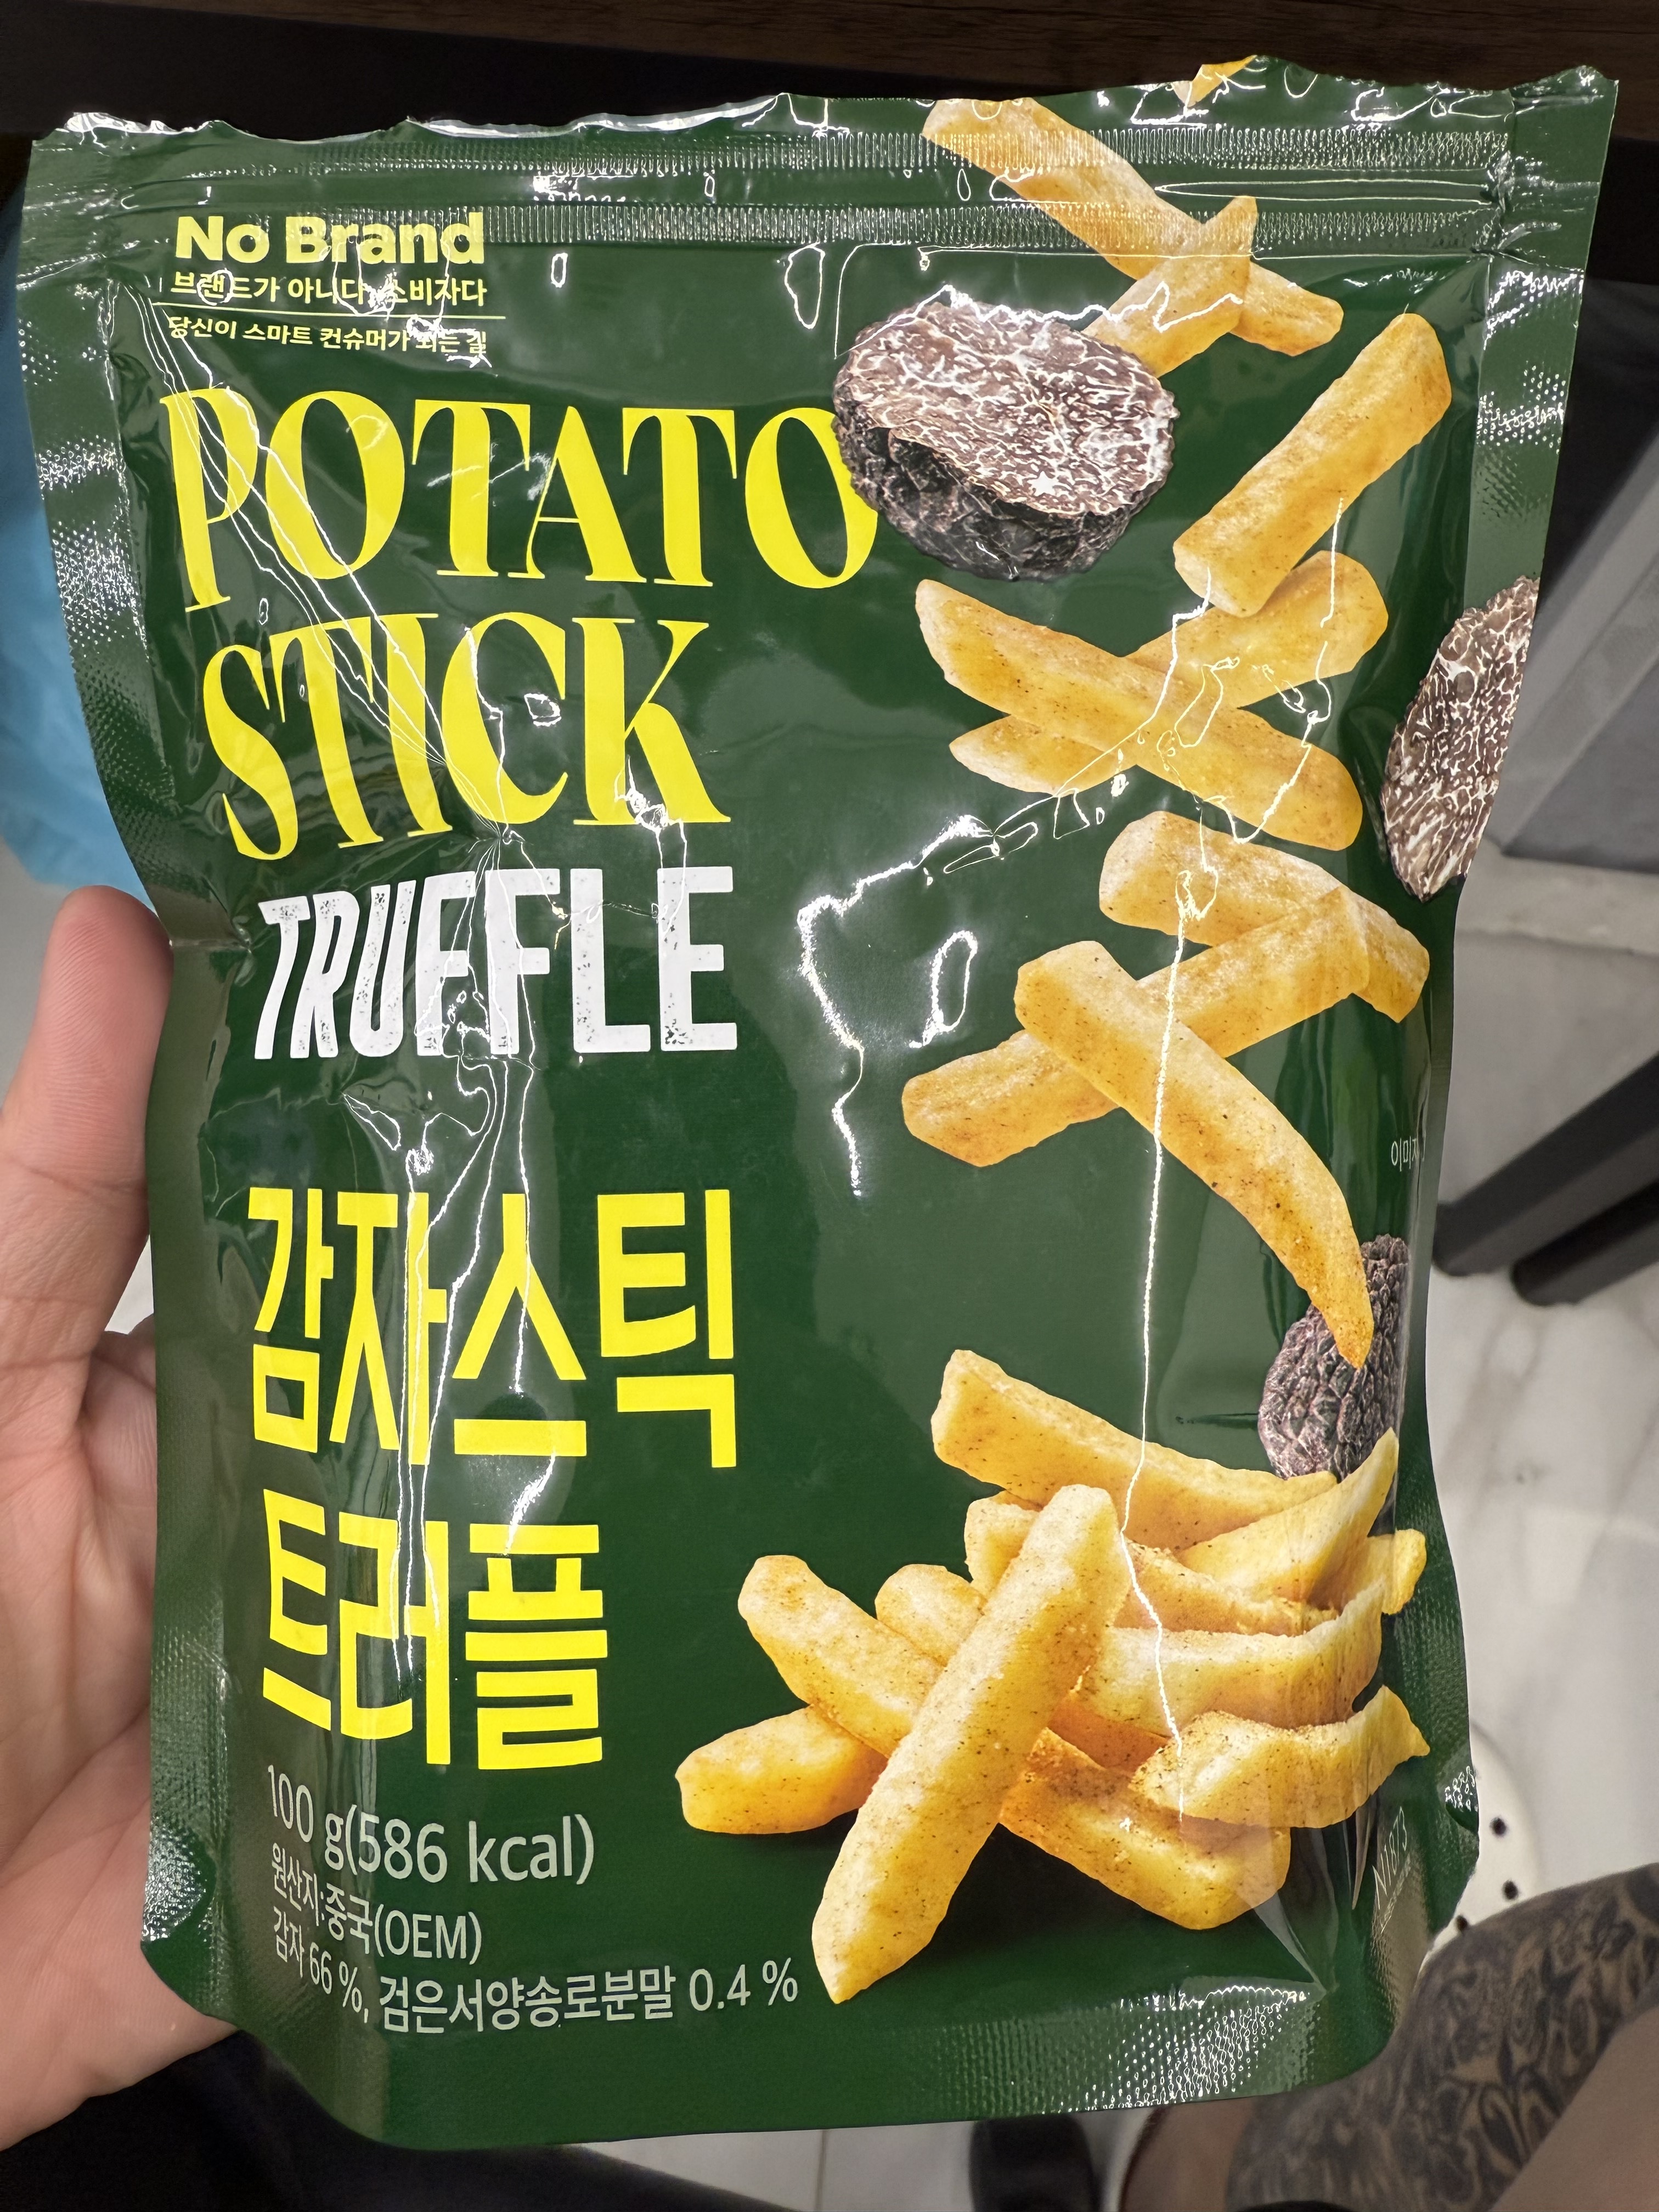 No Brand
브랜드가 아니다, 소비자다
당신이 스마트 컨슈머가 되는 길
POTATO
STICK
TRUFFLE
감자스틱
트러플
100 g(586 kcal)
원산지:중국(OEM)
감자 66 %, 검은서양송로분말 0.4 %
이미지